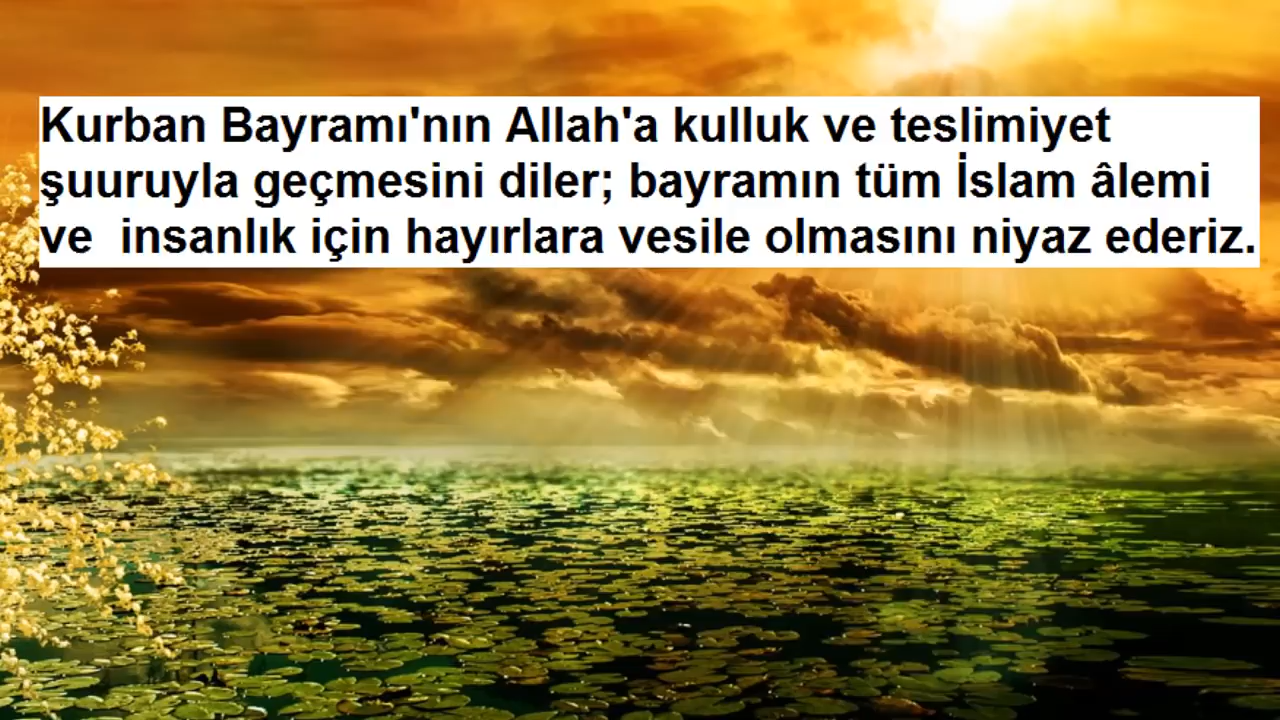 Kurban Bayramı'nın Allah'a kulluk ve teslimiyet
şuuruyla geçmesini diler; bayramın tüm İslam âlemi
ve  insanlık için hayırlara vesile olmasını niyaz ederiz.